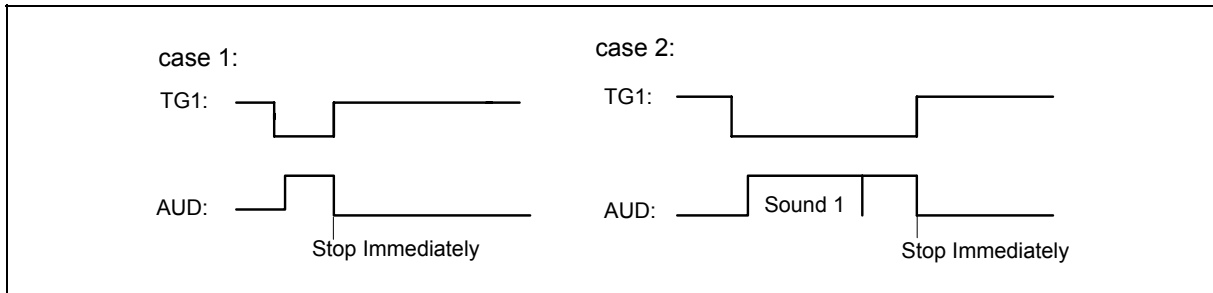 case 1:
TG1:
AUD:
Stop Immediately
case 2:
TG1:
AUD:
Sound 1
Stop Immediately